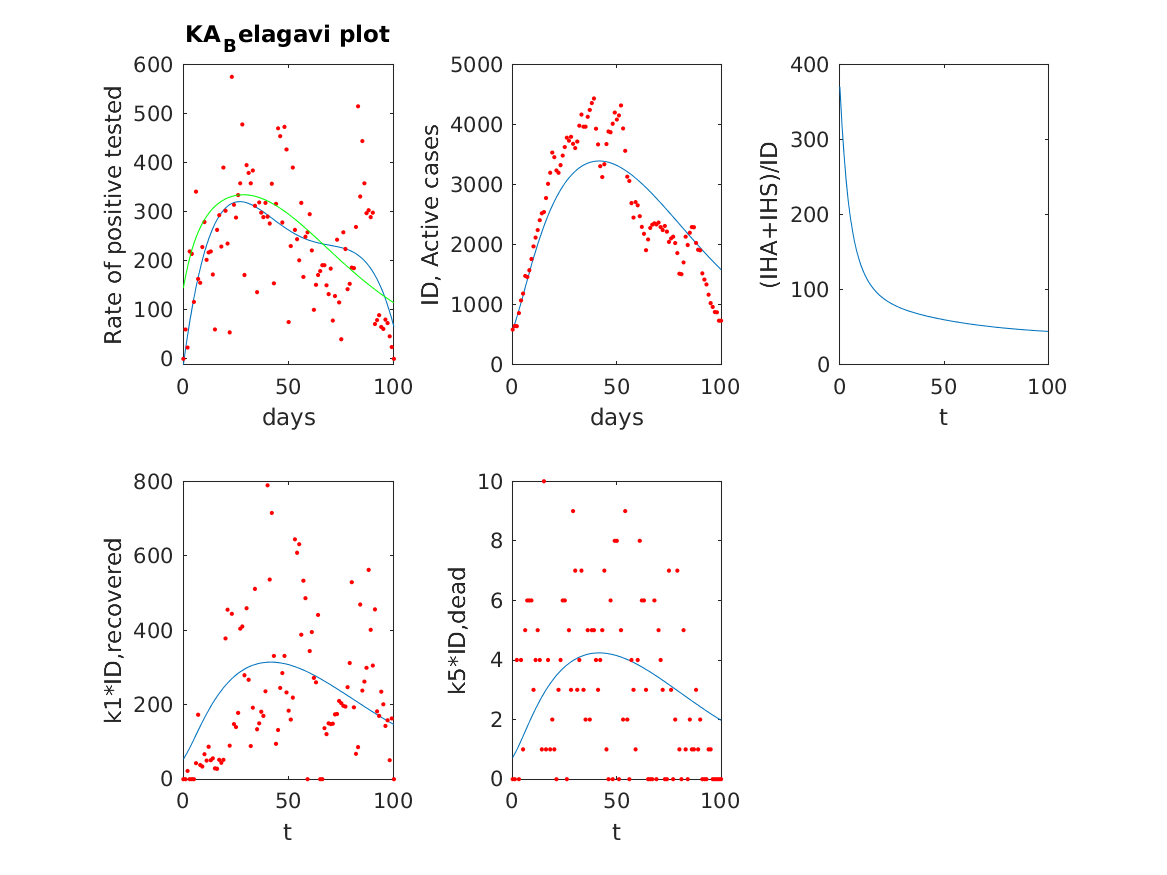 KA_Belagavi plot
600
500
400
300
200
100
0
Rate of positive tested
0 50 100
days
5000
4000
3000
2000
1000
0
ID, Active cases
0 50 100
days
400
300
200
100
0
(IHA+IHS)/ID
0 50 100
t
800
600
400
200
0
k1*ID,recovered
0 50 100
t
10
8
6
4
2
0
k5*ID,dead
0 50 100
t